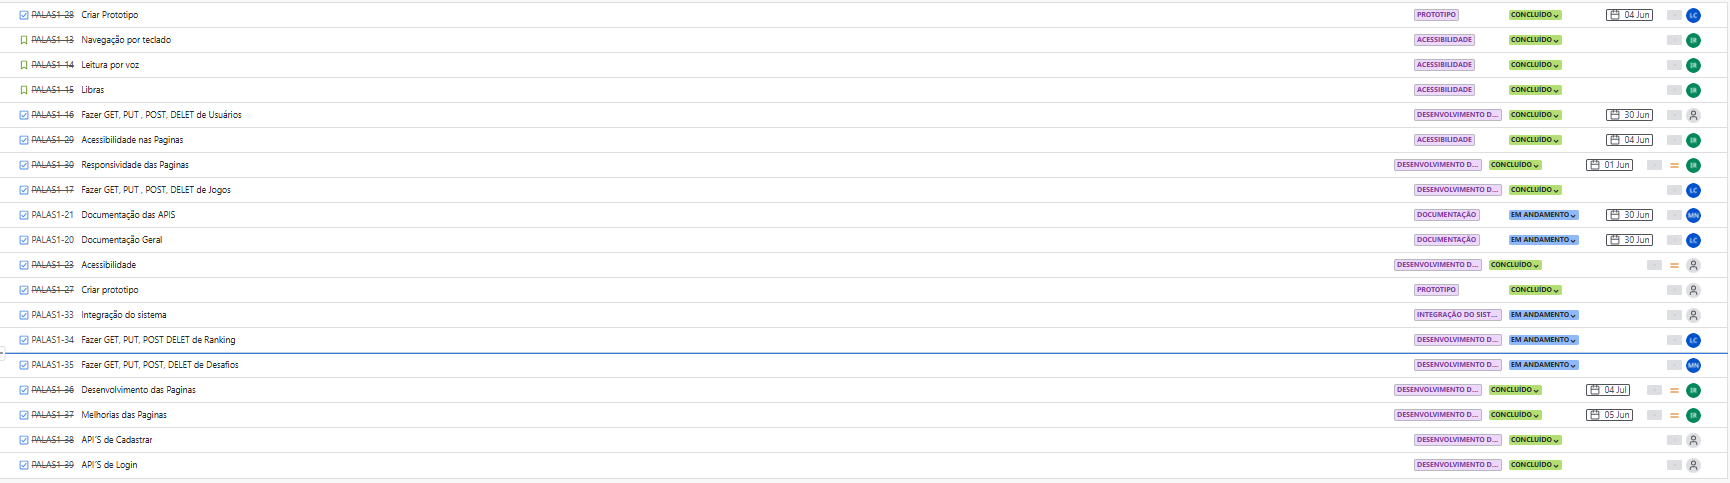 PALAS1-28 Criar Prototipo PROTOTIPO CONCLUÍDO 04 Jun LC
PALAS1-13 Navegação por teclado ACESSIBILIDADE CONCLUÍDO IR
PALAS1-14 Leitura por voz ACESSIBILIDADE CONCLUÍDO IR
PALAS1-15 Libras ACESSIBILIDADE CONCLUÍDO IR
PALAS1-16 Fazer GET, PUT , POST, DELET de Usuários DESENVOLVIMENTO D... CONCLUÍDO 30 Jun
PALAS1-29 Acessibilidade nas Paginas ACESSIBILIDADE CONCLUÍDO 04 Jun IR
PALAS1-30 Responsividade das Paginas DESENVOLVIMENTO D... CONCLUÍDO 01 Jun IR
PALAS1-17 Fazer GET, PUT , POST, DELET de Jogos DESENVOLVIMENTO D... CONCLUÍDO LC
PALAS1-21 Documentação das APIS DOCUMENTAÇÃO EM ANDAMENTO 30 Jun MN
PALAS1-20 Documentação Geral DOCUMENTAÇÃO EM ANDAMENTO 30 Jun LC
PALAS1-23 Acessibilidade DESENVOLVIMENTO D... CONCLUÍDO
PALAS1-27 Criar prototipo PROTOTIPO CONCLUÍDO
PALAS1-33 Integração do sistema INTEGRAÇÃO DO SIST... EM ANDAMENTO
PALAS1-34 Fazer GET, PUT, POST DELET de Ranking DESENVOLVIMENTO D... EM ANDAMENTO LC
PALAS1-35 Fazer GET, PUT, POST, DELET de Desafios DESENVOLVIMENTO D... EM ANDAMENTO MN
PALAS1-36 Desenvolvimento das Paginas DESENVOLVIMENTO D... CONCLUÍDO 04 Jul IR
PALAS1-37 Melhorias das Paginas DESENVOLVIMENTO D... CONCLUÍDO 05 Jun IR
PALAS1-38 API'S de Cadastrar DESENVOLVIMENTO D... CONCLUÍDO
PALAS1-39 API'S de Login DESENVOLVIMENTO D... CONCLUÍDO